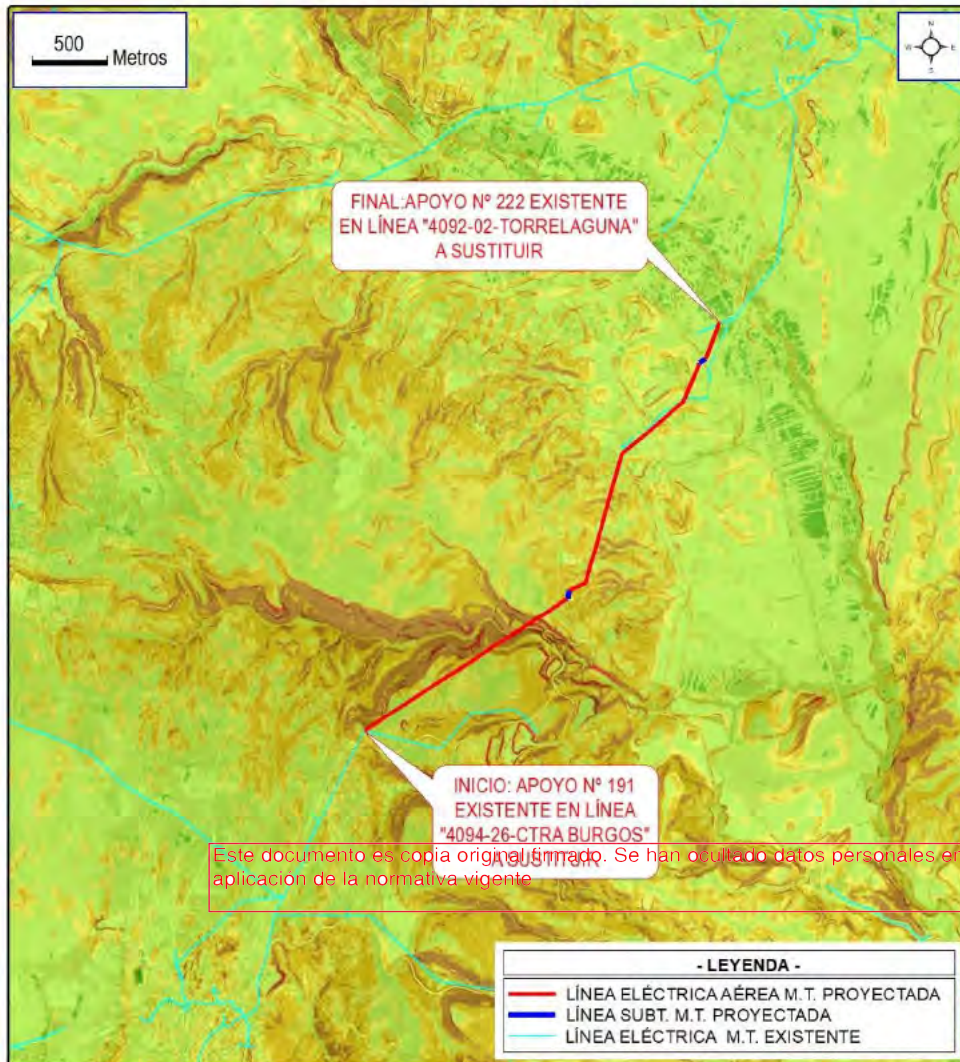 500
Metros
N
W E
S
FINAL:APOYO Nº 222 EXISTENTE
EN LÍNEA "4092-02-TORRELAGUNA"
A SUSTITUIR
INICIO: APOYO Nº 191
EXISTENTE EN LÍNEA
"4094-26-CTRA BURGOS"
A SUSTITUIR
Este documento es copia original firmado. Se han ocultado datos personales en
aplicación de la normativa vigente
- LEYENDA -
LÍNEA ELÉCTRICA AÉREA M.T. PROYECTADA
LÍNEA SUBT. M.T. PROYECTADA
LÍNEA ELÉCTRICA M.T. EXISTENTE